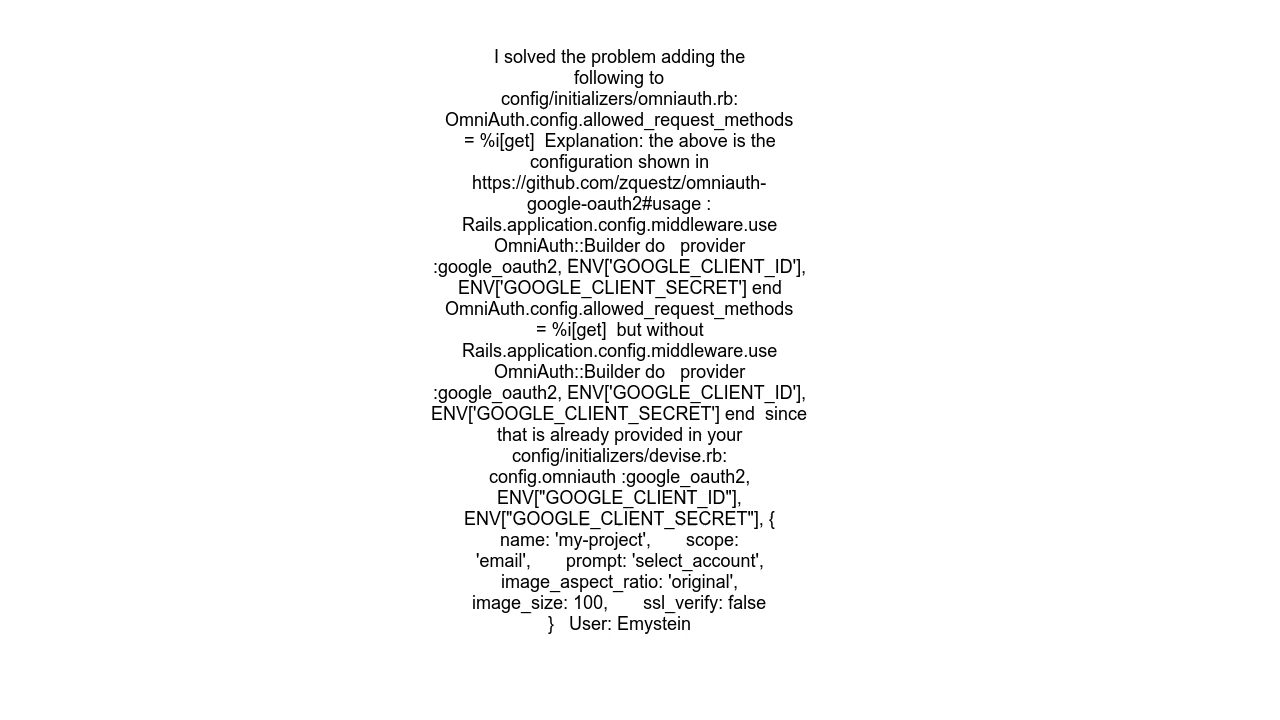 I solved the problem adding the
following to
config/initializers/omniauth.rb:
OmniAuth.config.allowed_request_methods
= %i[get]  Explanation: the above is the
configuration shown in
https://github.com/zquestz/omniauth-
google-oauth2#usage :
Rails.application.config.middleware.use
OmniAuth::Builder do   provider
:google_oauth2, ENV['GOOGLE_CLIENT_ID'],
ENV['GOOGLE_CLIENT_SECRET'] end
OmniAuth.config.allowed_request_methods
= %i[get]  but without
Rails.application.config.middleware.use
OmniAuth::Builder do   provider
:google_oauth2, ENV['GOOGLE_CLIENT_ID'],
ENV['GOOGLE_CLIENT_SECRET'] end  since
that is already provided in your
config/initializers/devise.rb:
config.omniauth :google_oauth2,
ENV["GOOGLE_CLIENT_ID"],
ENV["GOOGLE_CLIENT_SECRET"], {
name: 'my-project',       scope:
'email',       prompt: 'select_account',
image_aspect_ratio: 'original',
image_size: 100,       ssl_verify: false
}   User: Emystein